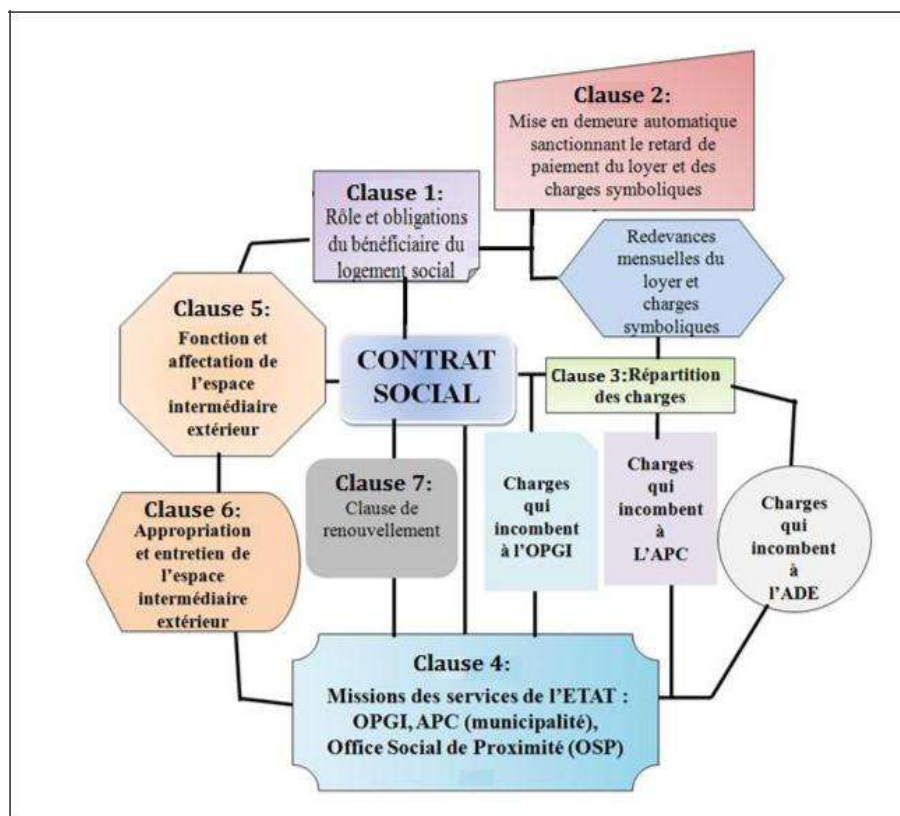 Clause 2:
Mise en demeure automatique
sanctionnant le retard de
paiement du loyer et des
charges symboliques
Clause 1:
Rôle et obligations
du bénéficiaire du
logement social
Redevances
mensuelles du
loyer et
charges
symboliques
Clause 5:
Fonction et
affectation de
l'espace
intermédiaire
extérieur
CONTRAT
SOCIAL
Clause 3:Répartition
des charges
Clause 6:
Appropriation
et entretien de
l'espace
intermédiaire
extérieur
Clause 7:
Clause de
renouvellement
Charges
qui
incombent
à l'OPGI
Charges
qui
incombent
à
L'APC
Charges
qui
incombent
à
l'ADE
Clause 4:
Missions des services de l'ETAT :
OPGI, APC (municipalité),
Office Social de Proximité (OSP)